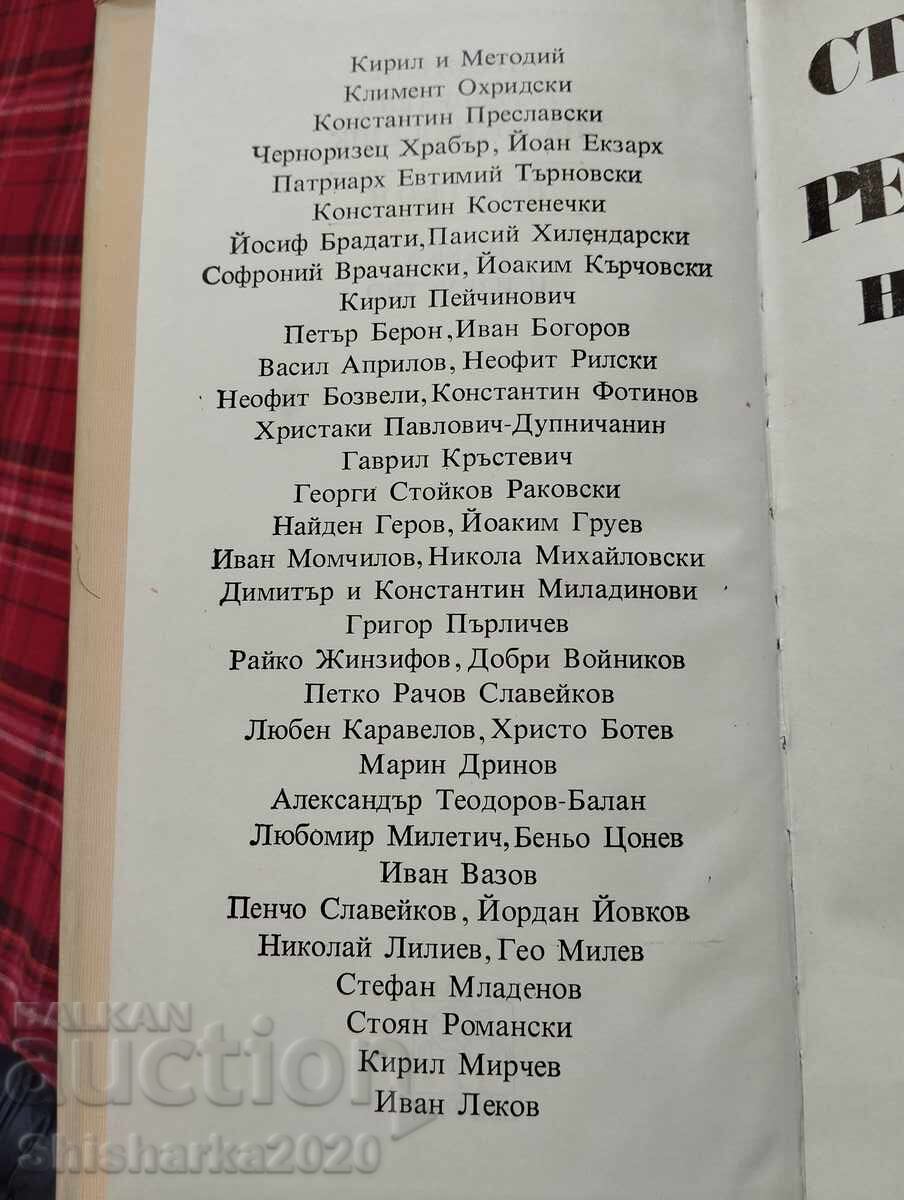 Кирил и Методий
Климент Охридски
Константин Преславски
Черноризец Храбър, Йоан Екзарх
Патриарх Евтимий Търновски
Константин Костенечки
Йосиф Брадати, Паисий Хилендарски
Софроний Врачански, Йоаким Кърчовски
Кирил Пейчинович
Петър Берон, Иван Богоров
Васил Априлов, Неофит Рилски
Неофит Бозвели, Константин Фотинов
Христаки Павлович-Дупничанин
Гаврил Кръстевич
Георги Стойков Раковски
Найден Геров, Йоаким Груев
Иван Момчилов, Никола Михайловски
Димитър и Константин Миладинови
Григор Пърличев
Райко Жинзифов, Добри Войников
Петко Рачов Славейков
Любен Каравелов, Христо Ботев
Марин Дринов
Александър Теодоров-Балан
Любомир Милетич, Беньо Цонев
Иван Вазов
Пенчо Славейков, Йордан Йовков
Николай Лилиев, Гео Милев
Стефан Младенов
Стоян Романски
Кирил Мирчев
Иван Леков
СТ
РЕ
Н
BALKAN
auction
Shisharka2020